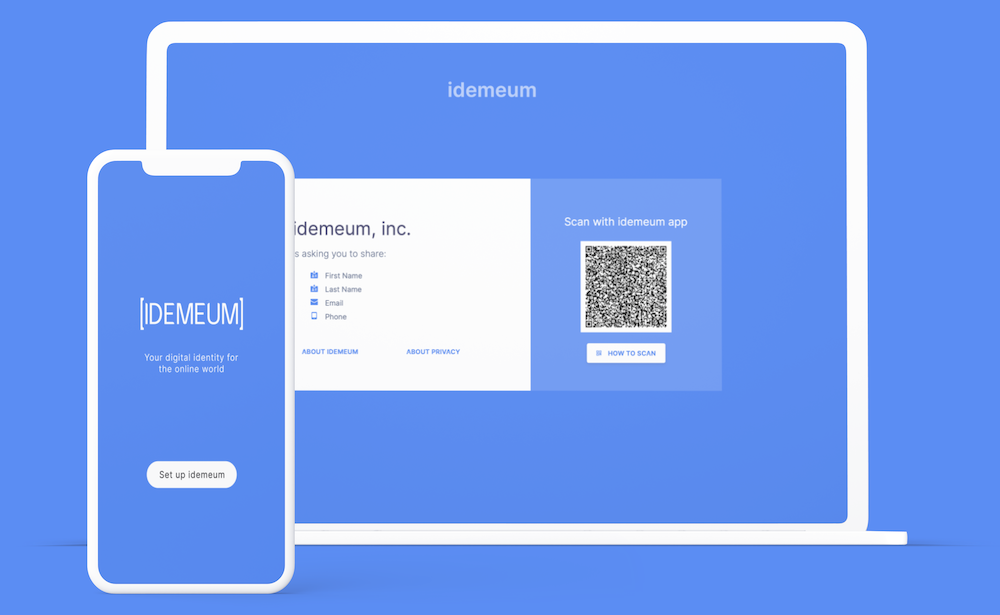 idemeum
idemeum, inc.
s asking you to share:
First Name
Last Name
Email
Phone
ABOUT IDEMEUM
ABOUT PRIVACY
Scan with idemeum app
HOW TO SCAN
[IDEMEUM]
Your digital identity for
the online world
Set up idemeum